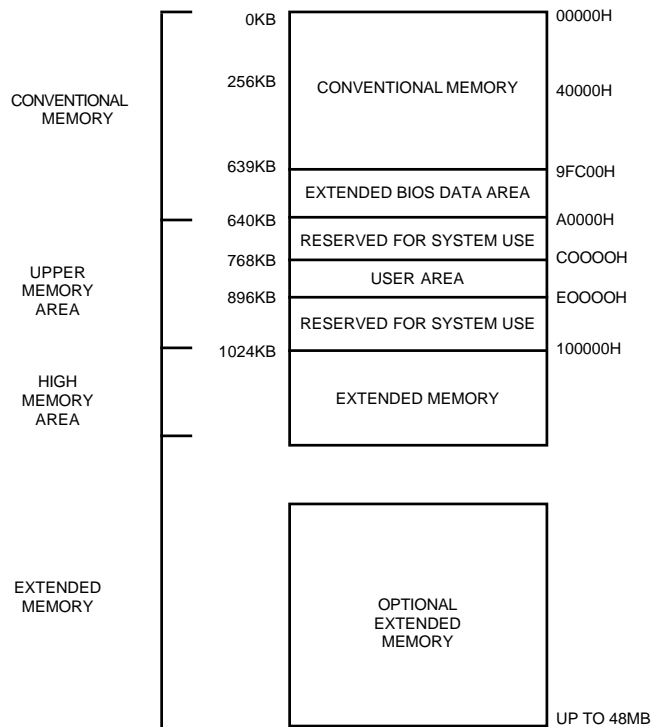 0KB
00000H
256KB
CONVENTIONAL MEMORY
40000H
CONVENTIONAL
MEMORY
639KB
9FC00H
EXTENDED BIOS DATA AREA
640KB
A0000H
RESERVED FOR SYSTEM USE
768KB
COOOOH
USER AREA
UPPER
MEMORY
AREA
896KB
EOOOOH
RESERVED FOR SYSTEM USE
1024KB
100000H
HIGH
MEMORY
AREA
EXTENDED MEMORY
EXTENDED
MEMORY
OPTIONAL
EXTENDED
MEMORY
UP TO 48MB